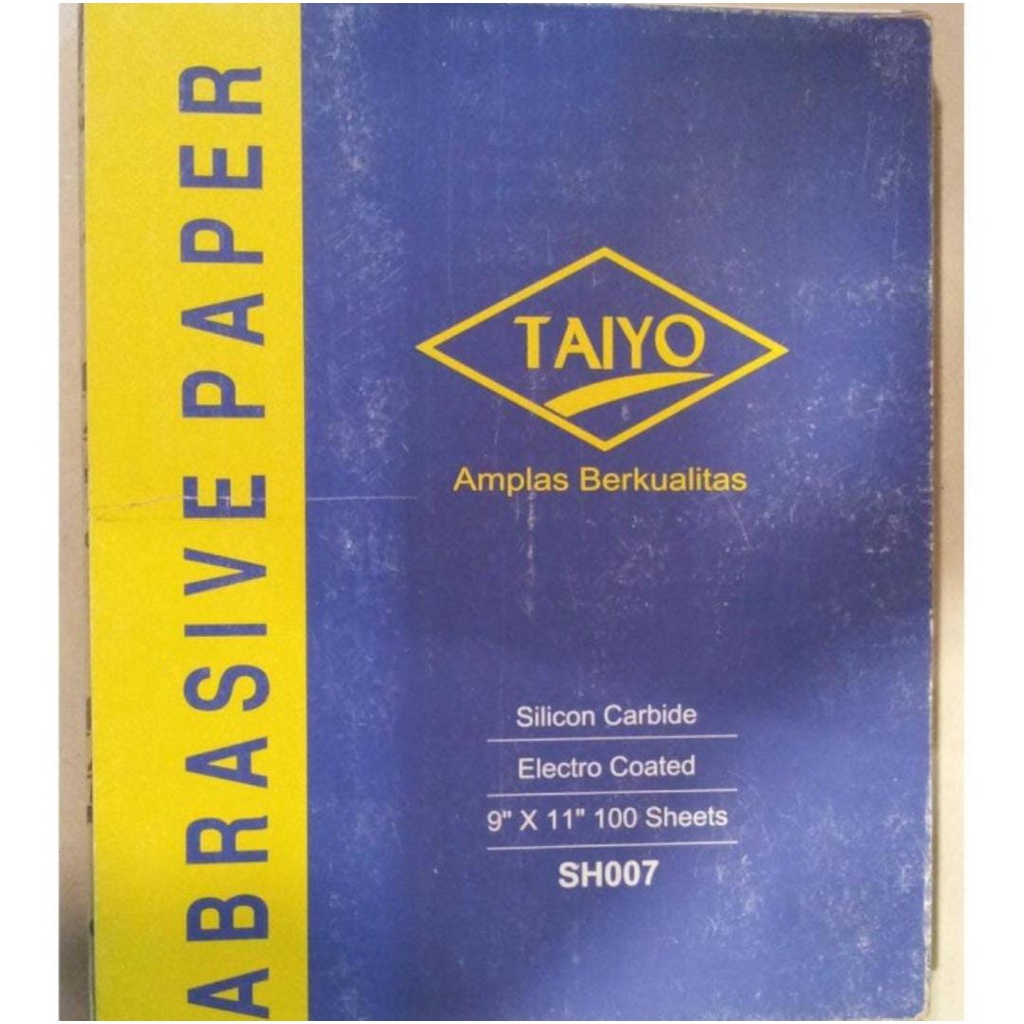 ABRASIVE PAPER
TAIYO
Amplas Berkualitas
Silicon Carbide
Electro Coated
9" X 11" 100 Sheets
SH007